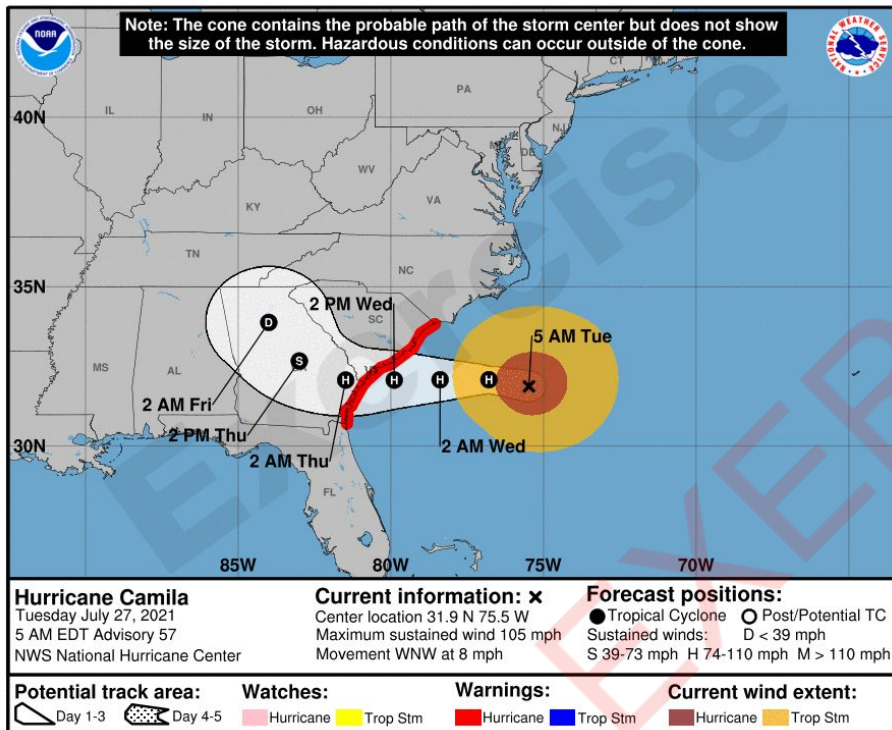 Note: The cone contains the probable path of the storm center but does not show
the size of the storm. Hazardous conditions can occur outside of the cone.
NOAA
NATIONAL WEATHER SERVICE
Exercise
EXER
40N
35N
30N
85W
80W
75W
70W
IL
IN
OH
PA
NJ
CT
DE
WV
VA
KY
TN
NC
SC
MS
AL
FL
5 AM Tue
2 PM Wed
2 AM Wed
2 AM Fri
2 PM Thu
2 AM Thu
D
S
H
H
H
H
Hurricane Camila
Tuesday July 27, 2021
5 AM EDT Advisory 57
NWS National Hurricane Center
Current information: x
Center location 31.9 N 75.5 W
Maximum sustained wind 105 mph
Movement WNW at 8 mph
Forecast positions:
Tropical Cyclone Post/Potential TC
Sustained winds: D < 39 mph
S 39-73 mph H 74-110 mph M > 110 mph
Potential track area:
Day 1-3 Day 4-5
Watches:
Hurricane Trop Stm
Warnings:
Hurricane Trop Stm
Current wind extent:
Hurricane Trop Stm